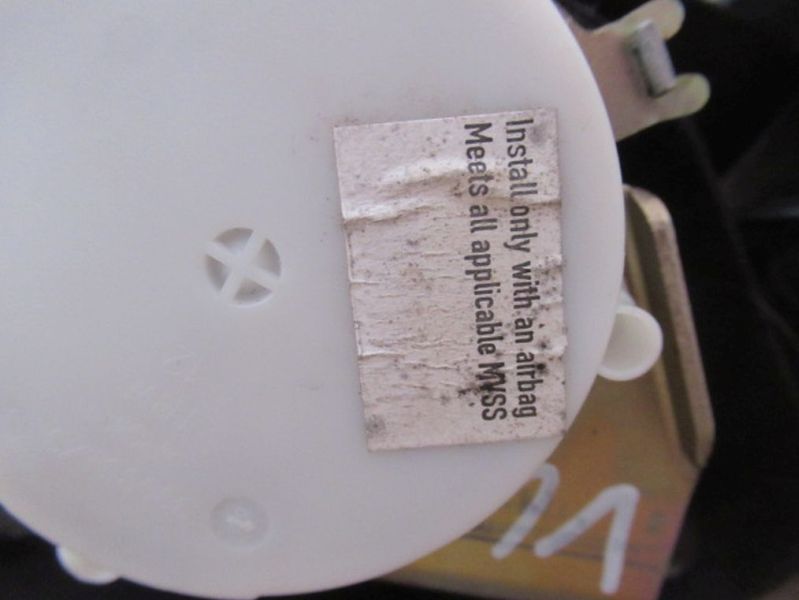 Install only with an airbag
Meets all applicable MVSS